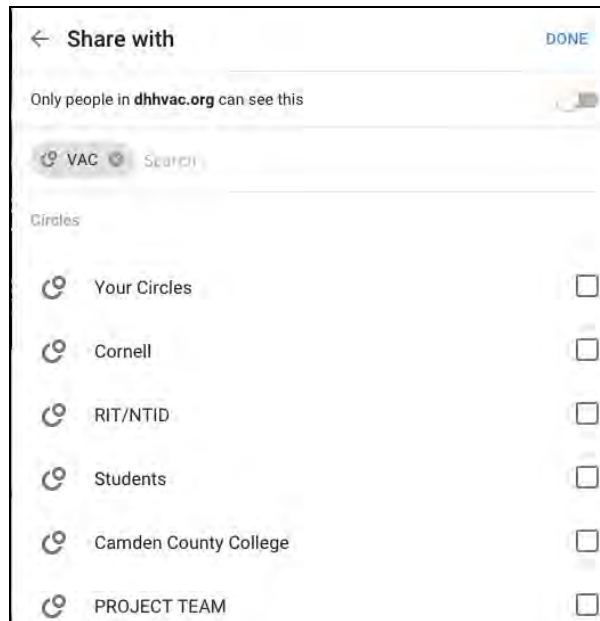 Share with
DONE
Only people in dhhvac.org can see this
VAC Search
Circles
Your Circles
Cornell
RIT/NTID
Students
Camden County College
PROJECT TEAM